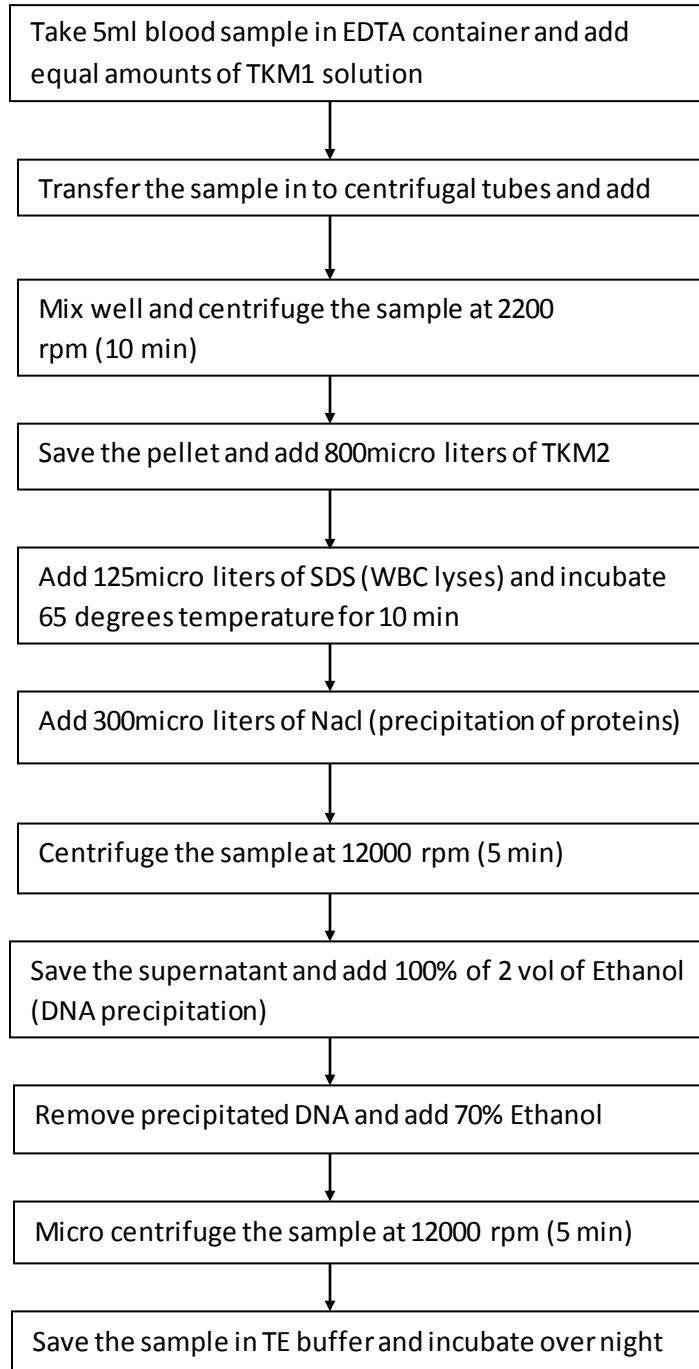 Take 5ml blood sample in EDTA container and add
equal amounts of TKM1 solution
Transfer the sample in to centrifugal tubes and add
Mix well and centrifuge the sample at 2200
rpm (10 min)
Save the pellet and add 800micro liters of TKM2
Add 125micro liters of SDS (WBC lyses) and incubate
65 degrees temperature for 10 min
Add 300micro liters of Nacl (precipitation of proteins)
Centrifuge the sample at 12000 rpm (5 min)
Save the supernatant and add 100% of 2 vol of Ethanol
(DNA precipitation)
Remove precipitated DNA and add 70% Ethanol
Micro centrifuge the sample at 12000 rpm (5 min)
Save the sample in TE buffer and incubate over night